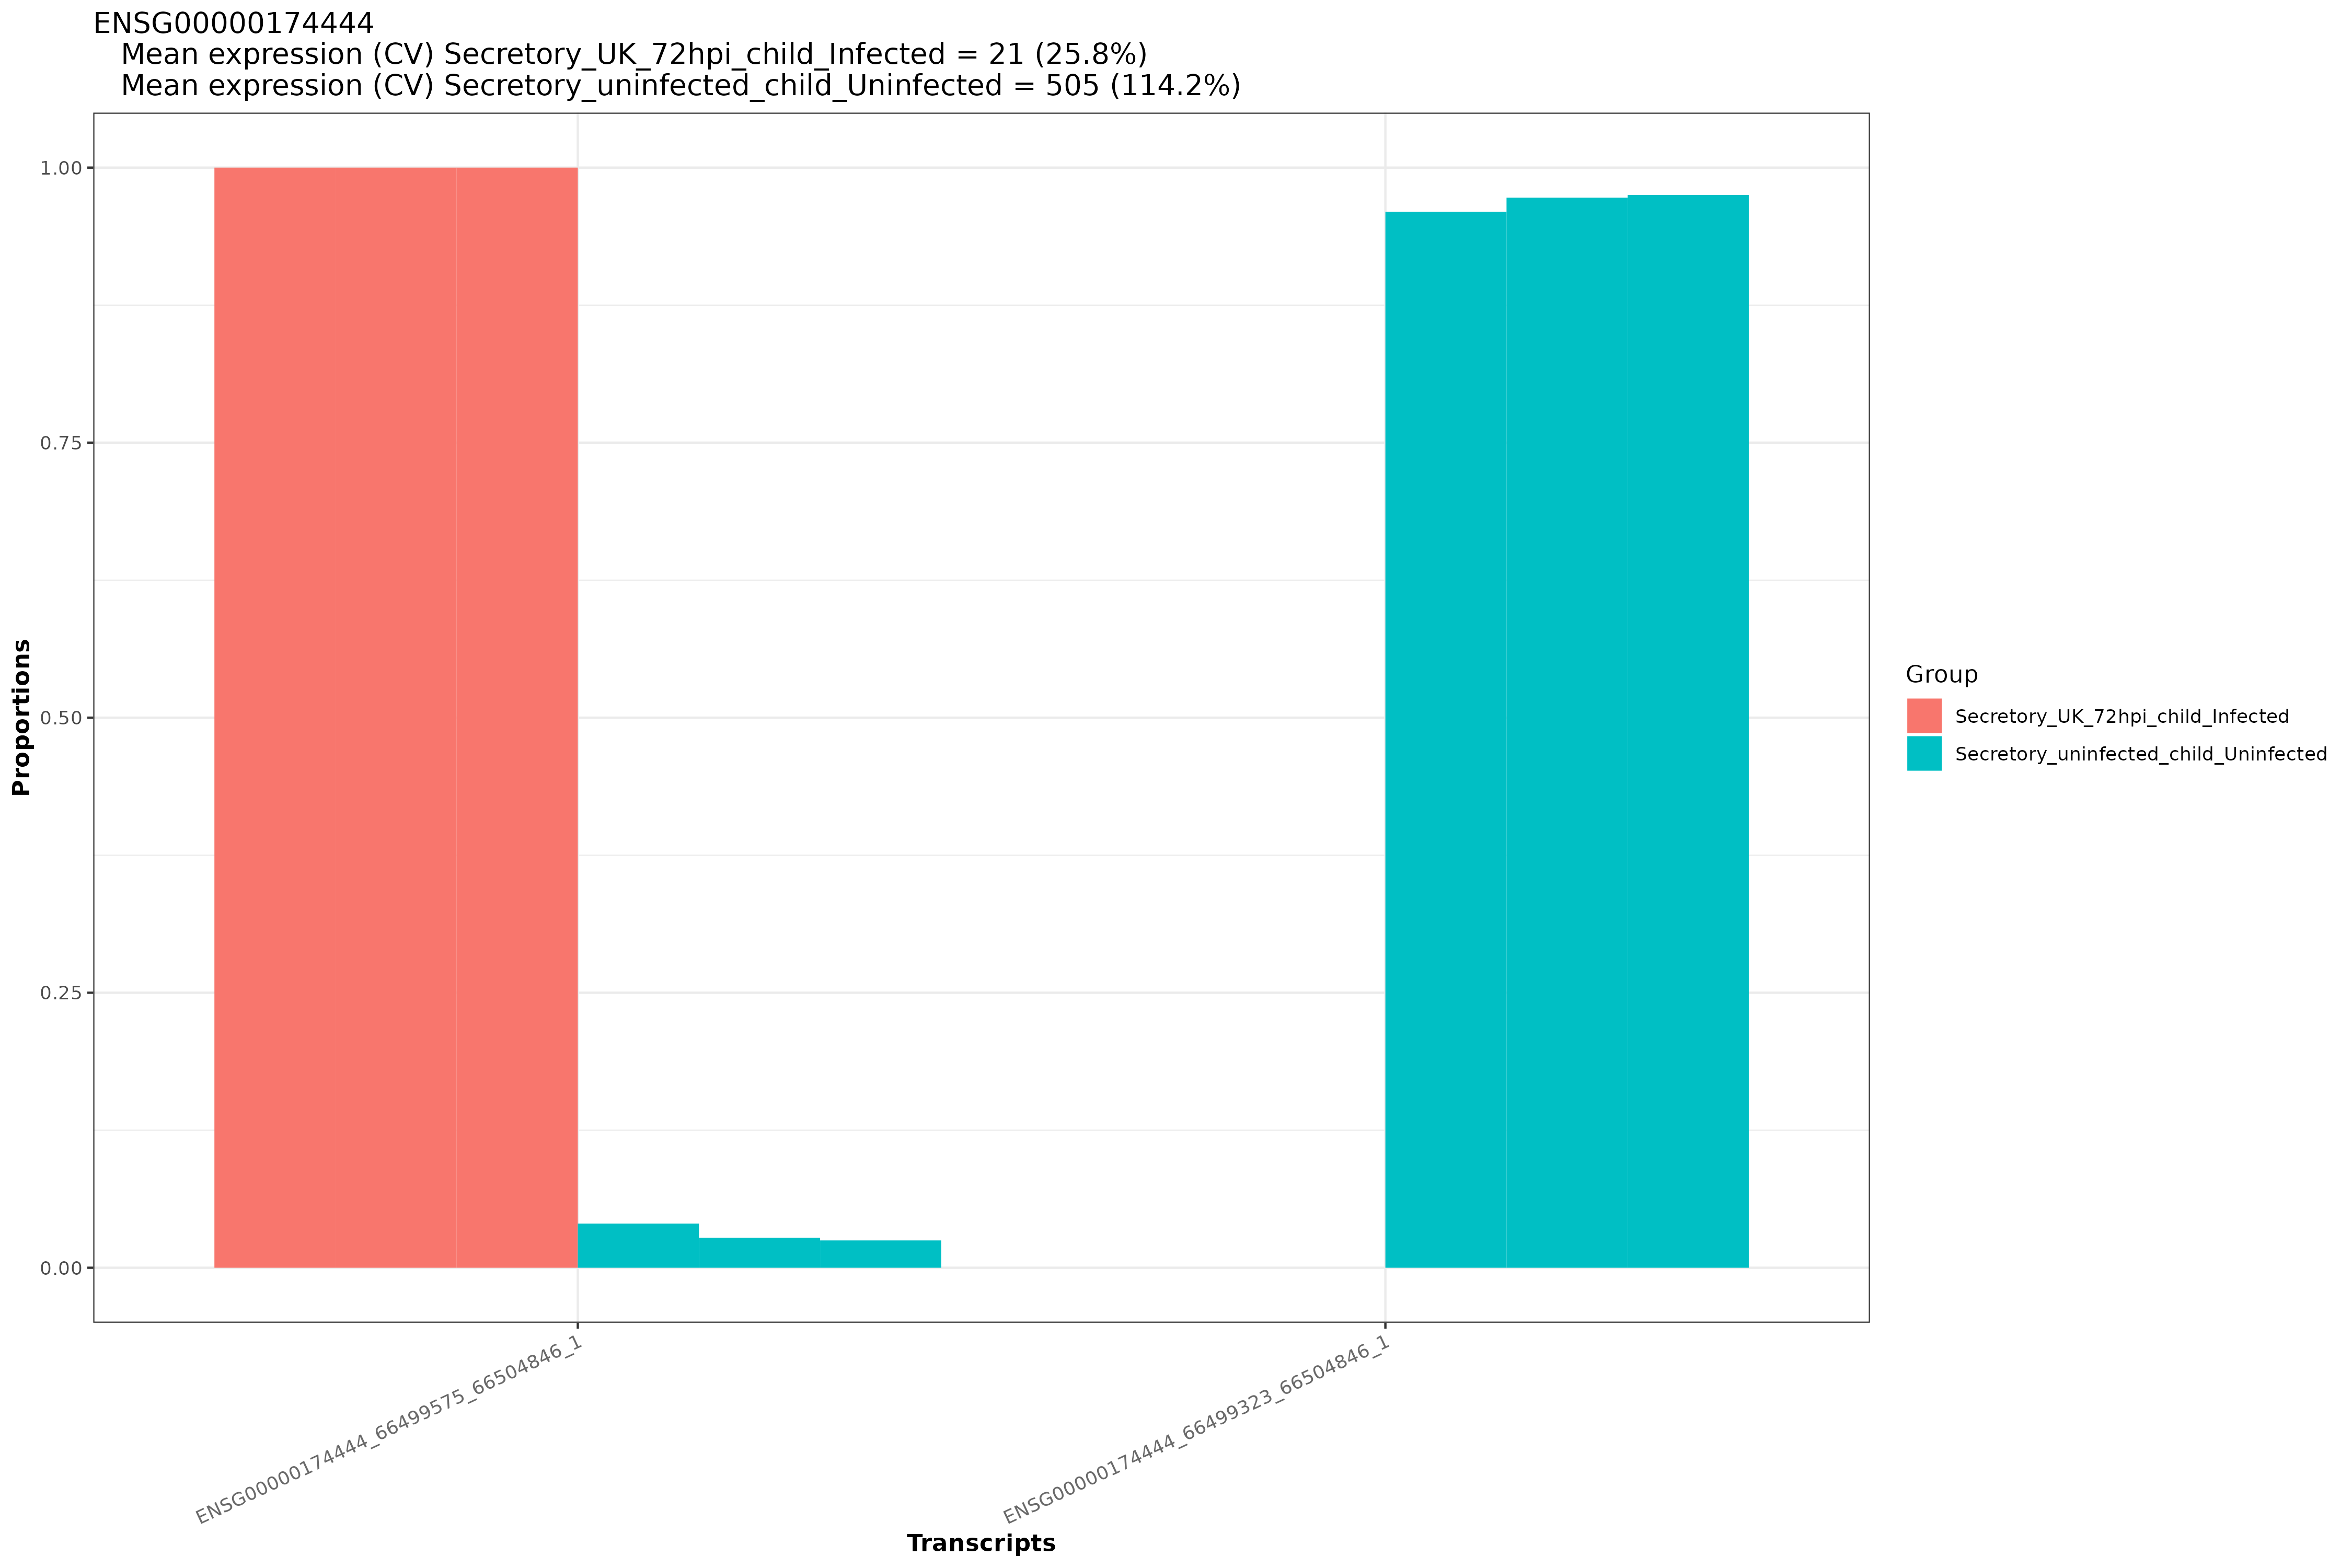 ENSG00000174444
Mean expression (CV) Secretory_UK_72hpi_child_Infected = 21 (25.8%)
Mean expression (CV) Secretory_uninfected_child_Uninfected = 505 (114.2%)
Proportions
1.00
0.75
0.50
0.25
0.00
ENSG00000174444_66499575_66504846_1
ENSG00000174444_66499323_66504846_1
Transcripts
Group
Secretory_UK_72hpi_child_Infected
Secretory_uninfected_child_Uninfected